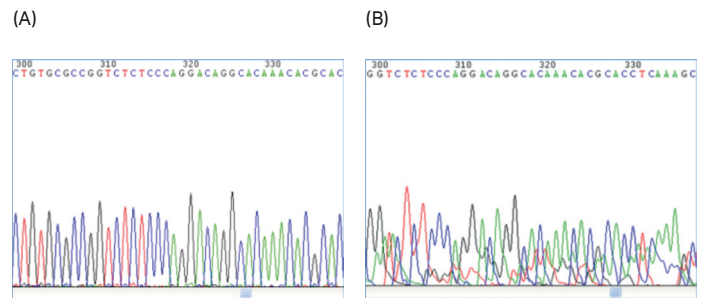 (A)
300 310 320 330
CTGTGCGCCGGTCTCTCCCAGGACAGGCACAAACACGCAC
(B)
300 310 320 330
GGTCTCTCCCAGGACAGGCACAAACACGCACCTCAAAGC